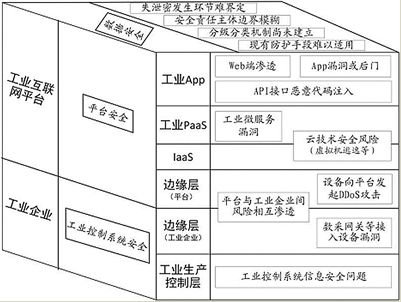 失泄密发生环节难界定
安全责任主体边界模糊
分级分类机制尚未建立
现有防护手段难以适用
数据安全
工业互联
网平台
平台安全
工业企业
工业控制系统安全
工业App
Web端渗透
App漏洞或后门
API接口恶意代码注入
工业PaaS
工业微服务
漏洞
云技术安全风险
(虚拟机逃逸等)
IaaS
边缘层
(平台)
设备向平台发
起DDoS攻击
平台与工业企业间
风险相互渗透
边缘层
(工业企业)
数采网关等接
入设备漏洞
工业生产
控制层
工业控制系统信息安全问题